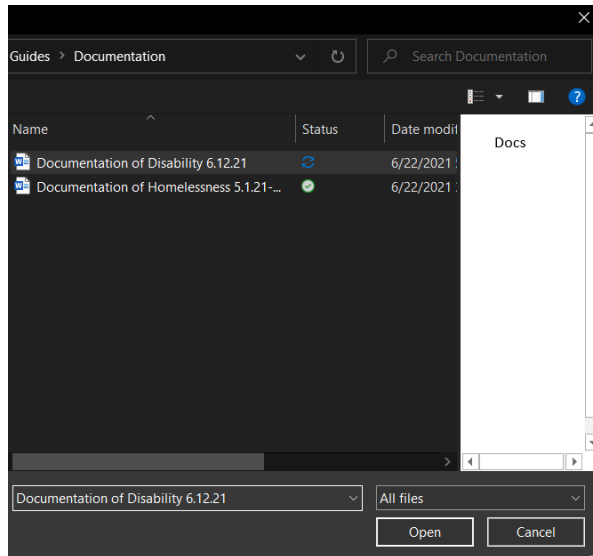 Guides > Documentation
Search Documentation
Name Status Date modif
Docs
Documentation of Disability 6.12.21 6/22/2021
Documentation of Homelessness 5.1.21-... 6/22/2021
Documentation of Disability 6.12.21 All files
Open Cancel